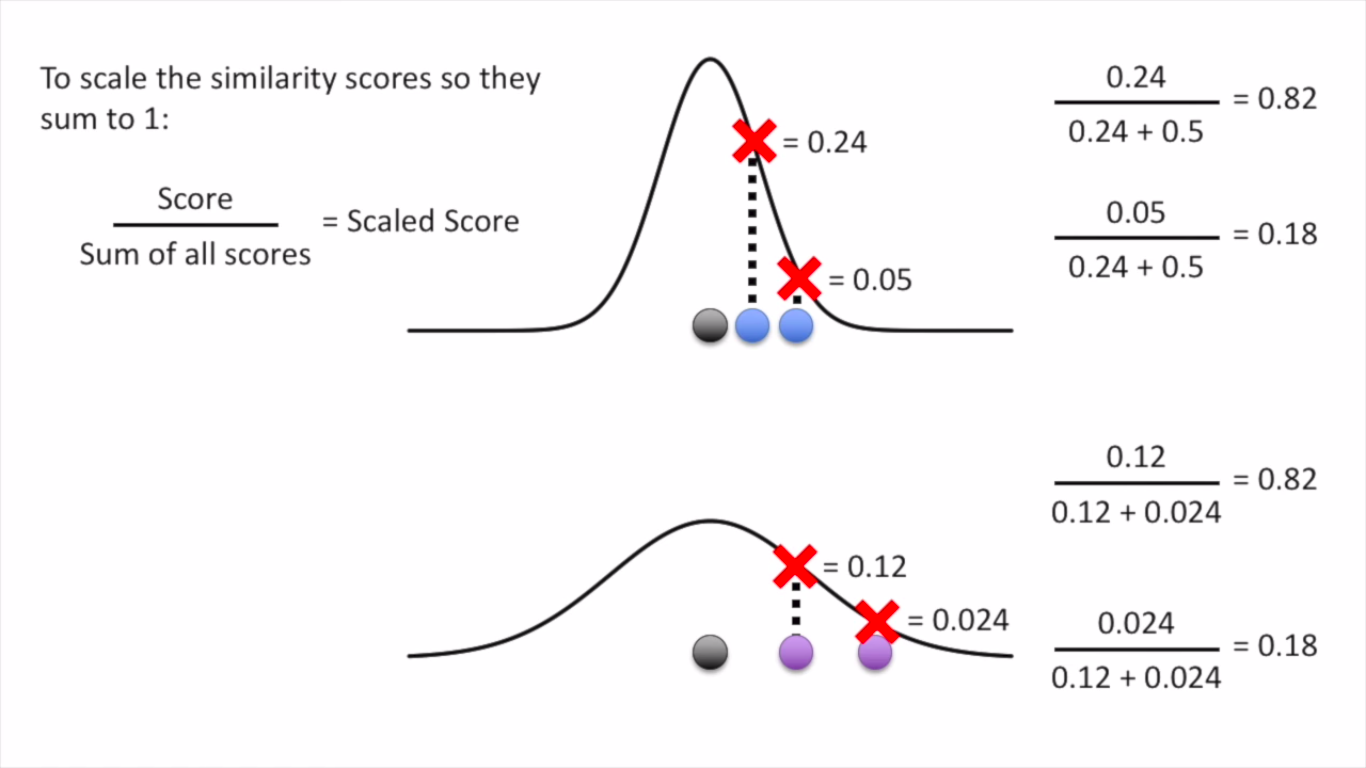 To scale the similarity scores so they
sum to 1:
Score
Sum of all scores
= Scaled Score
= 0.24
= 0.05
0.24
0.24 + 0.5
= 0.82
0.05
0.24 + 0.5
= 0.18
= 0.12
= 0.024
0.12
0.12 + 0.024
= 0.82
0.024
0.12 + 0.024
= 0.18